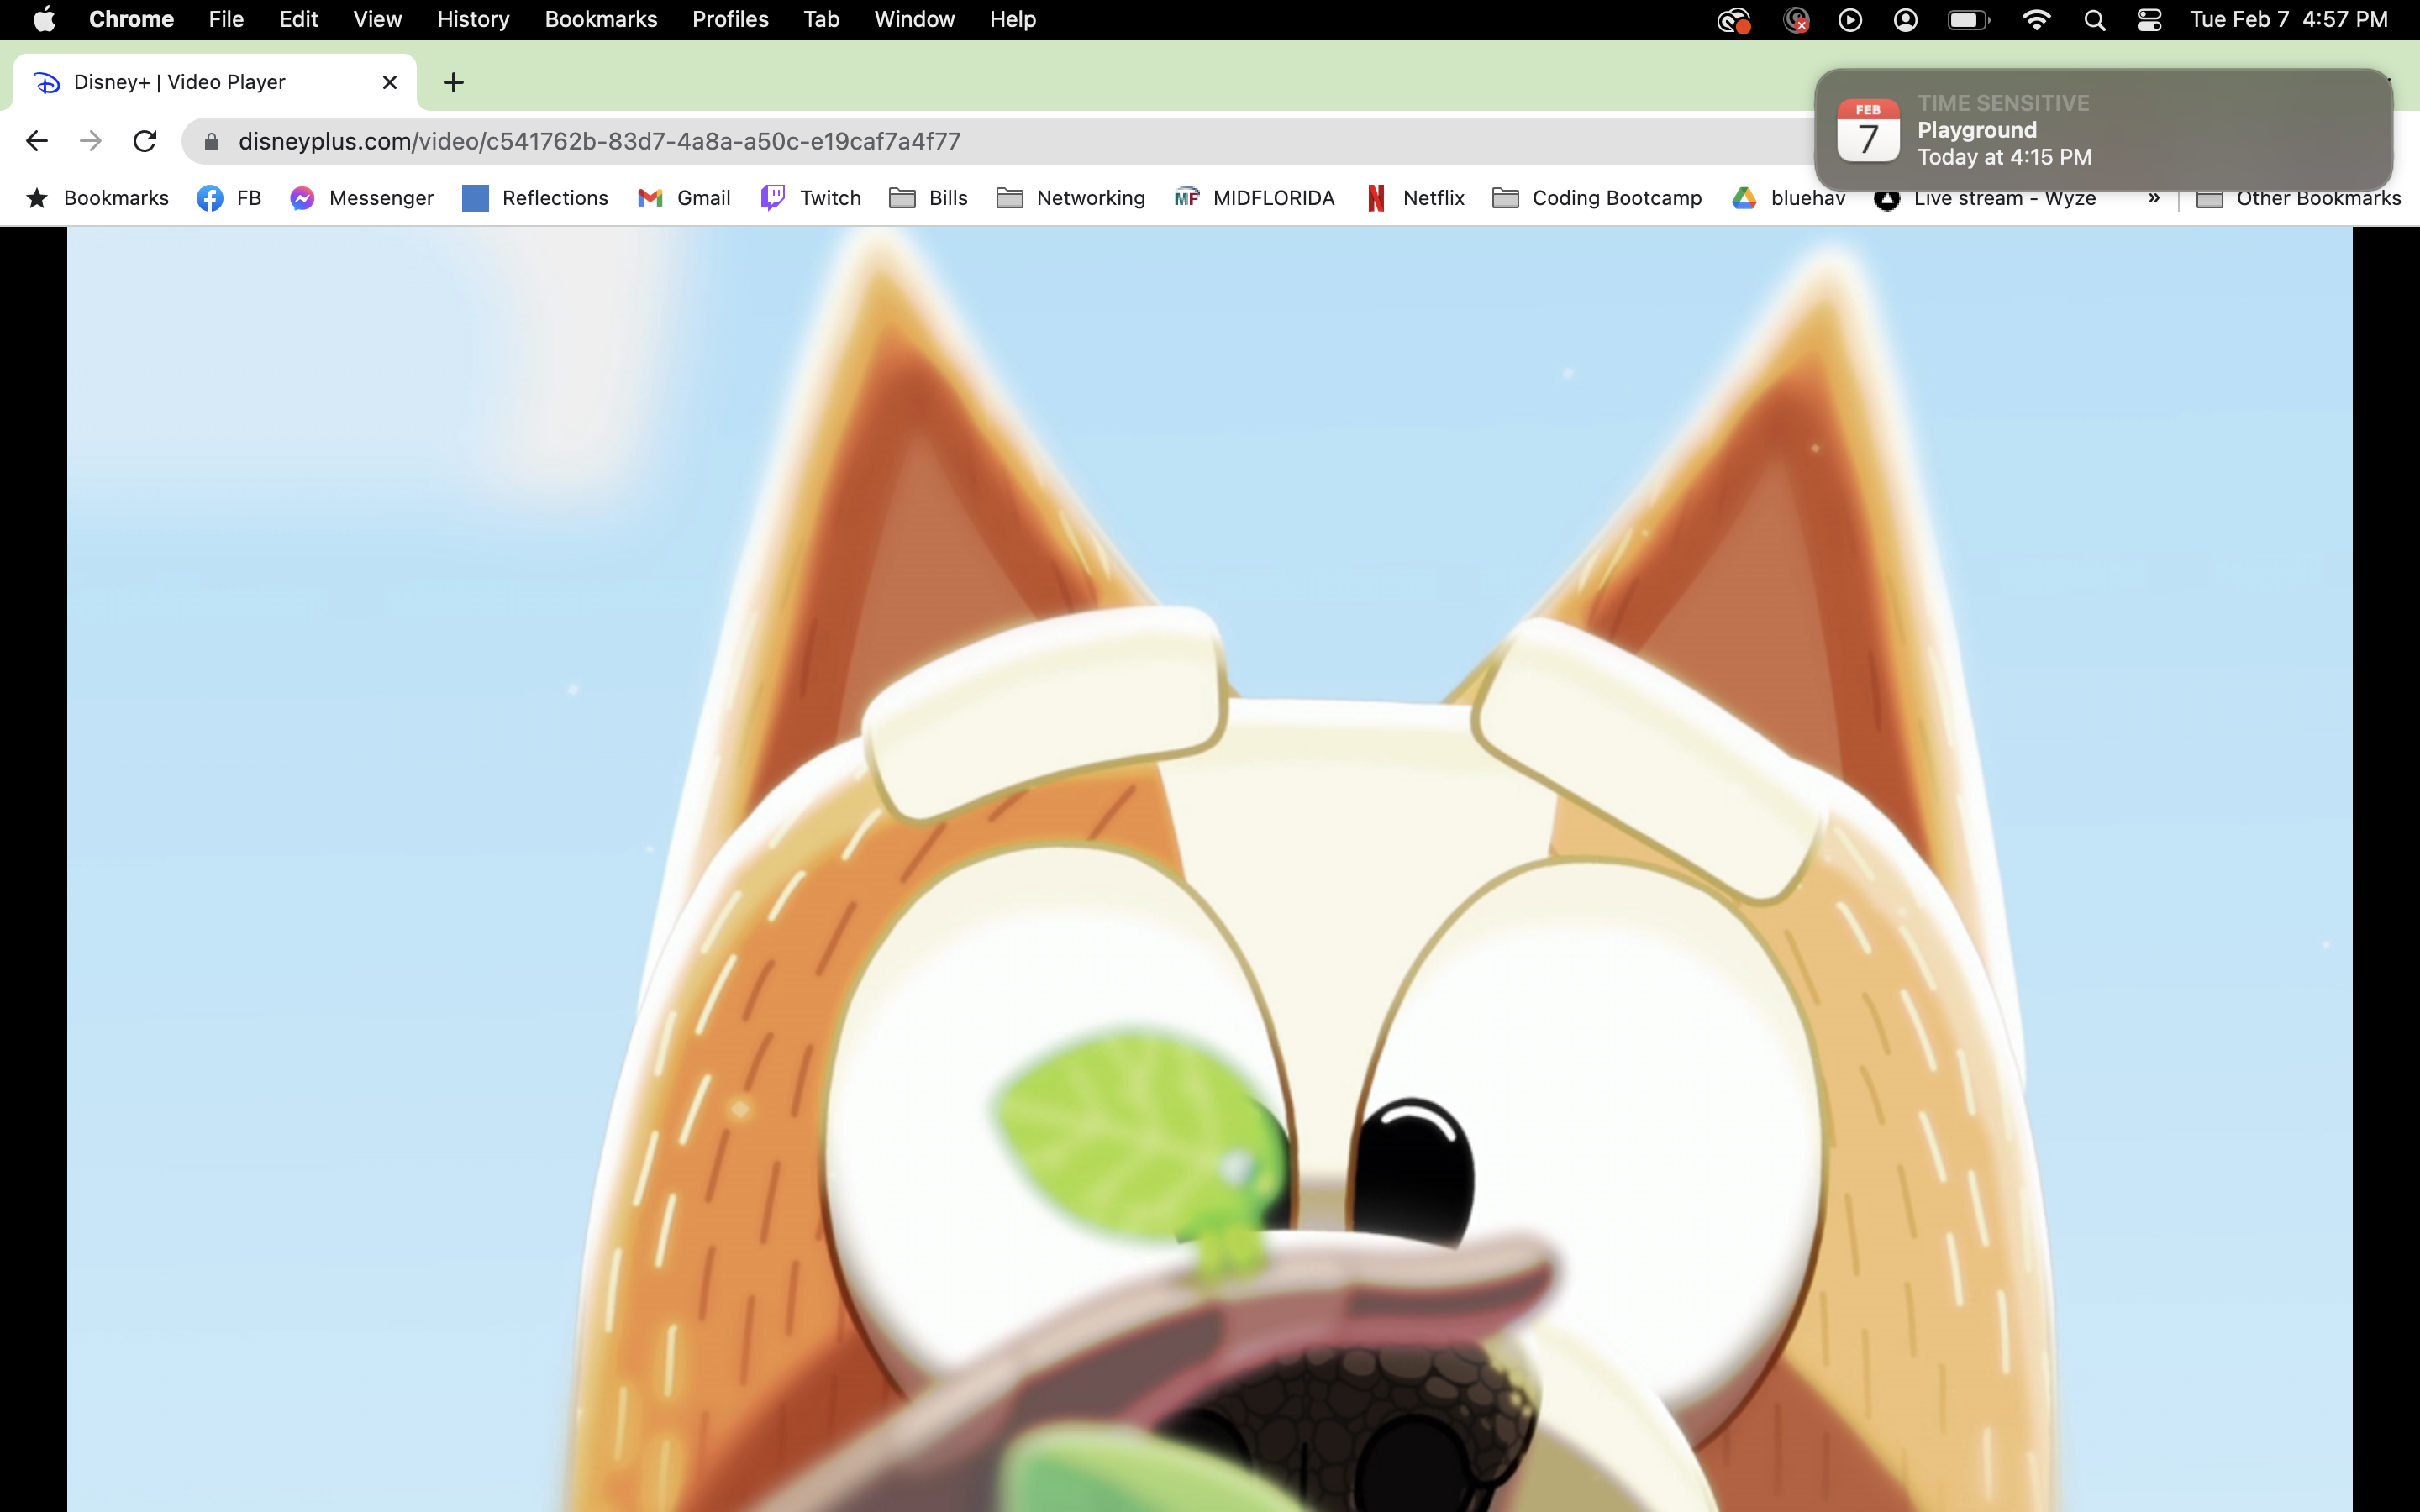 Chrome File Edit View History Bookmarks Profiles Tab Window Help Tue Feb 7 4:57 PM
Disney+ | Video Player
disneyplus.com/video/c541762b-83d7-4a8a-a50c-e19caf7a4f77
FEB
7
TIME SENSITIVE
Playground
Today at 4:15 PM
Bookmarks FB Messenger Reflections Gmail Twitch Bills Networking MF MIDFLORIDA Netflix Coding Bootcamp bluehav Live stream - Wyze » Other Bookmarks